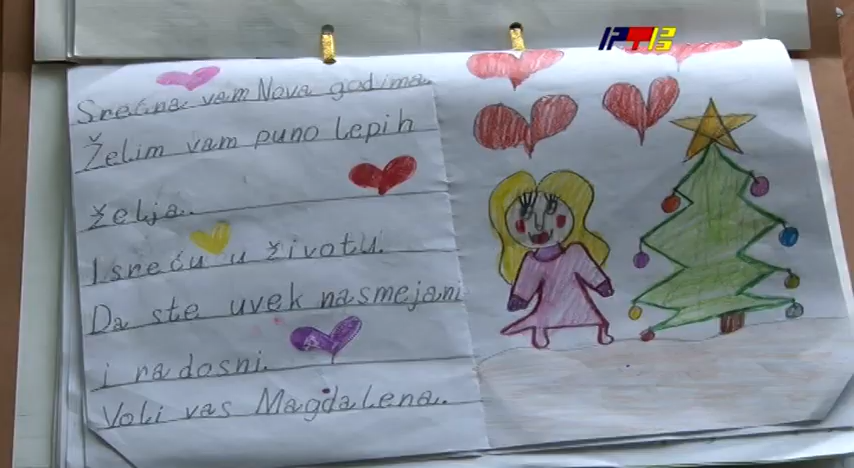 РТВ
Srećna vam Nova godina
Želim vam puno lepih
želja.
I sreću u životu.
Da ste uvek nasmejani
i radosni.
Voli vas Magdalena.